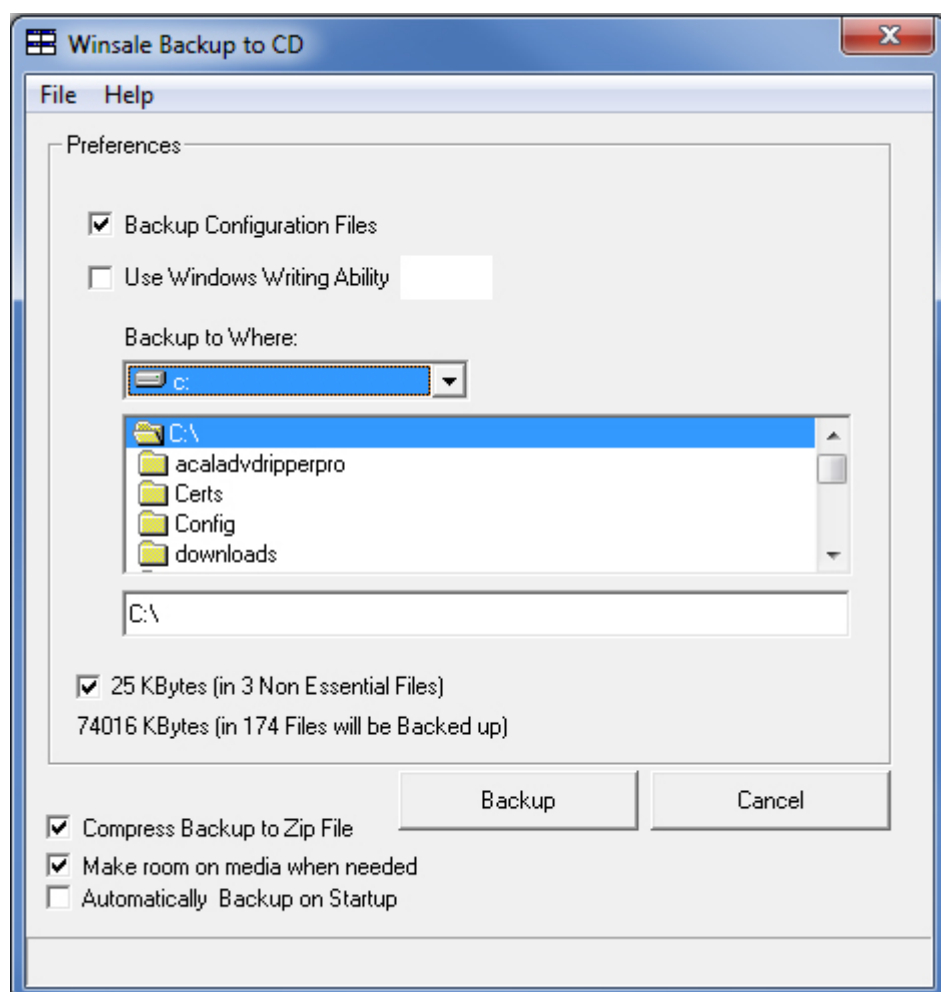 Winsale Backup to CD
File Help
Preferences
Backup Configuration Files
Use Windows Writing Ability
Backup to Where:
c:
C:\
acaladvdripperpro
Certs
Config
downloads
C:\
25 KBytes (in 3 Non Essential Files)
74016 KBytes (in 174 Files will be Backed up)
Backup Cancel
Compress Backup to Zip File
Make room on media when needed
Automatically Backup on Startup